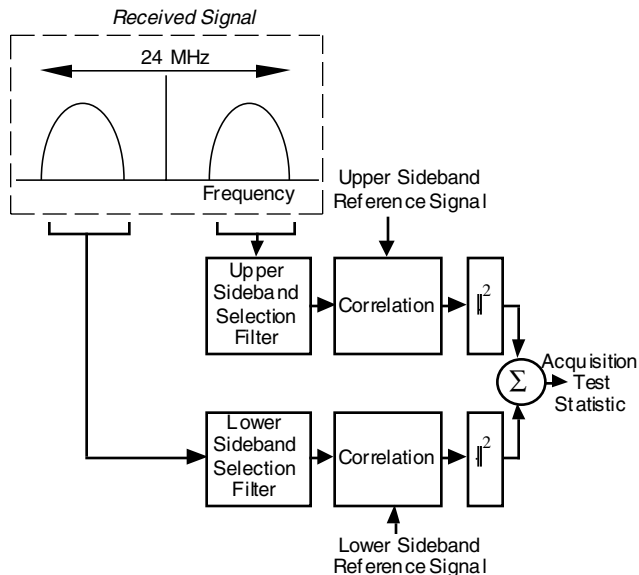 Received Signal
24 MHz
Frequency
Upper Sideband
Reference Signal
Upper
Sideband
Selection
Filter
Correlation
||²
Σ
Acquisition
Test
Statistic
Lower
Sideband
Selection
Filter
Correlation
||²
Lower Sideband
Reference Signal